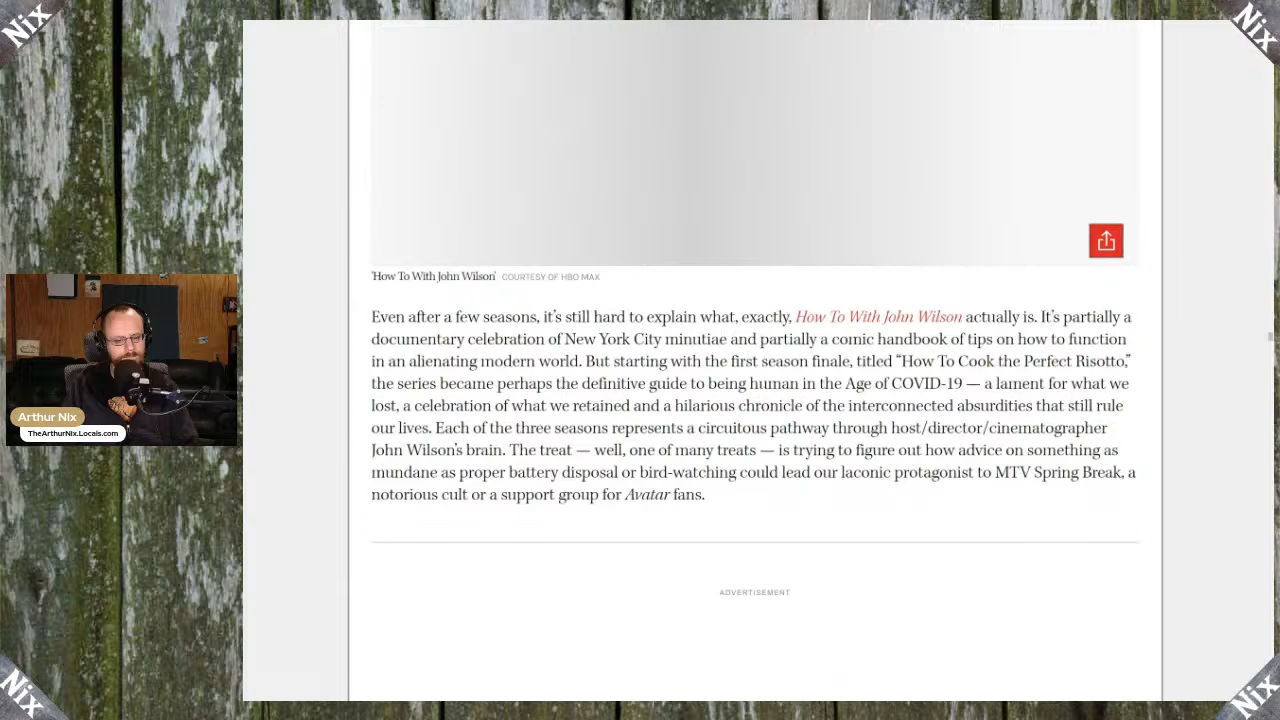 Nix
Nix
'How To With John Wilson' COURTESY OF HBO MAX
Even after a few seasons, it's still hard to explain what, exactly, How To With John Wilson actually is. It's partially a
documentary celebration of New York City minutiae and partially a comic handbook of tips on how to function
in an alienating modern world. But starting with the first season finale, titled “How To Cook the Perfect Risotto,”
the series became perhaps the definitive guide to being human in the Age of COVID-19 — a lament for what we
lost, a celebration of what we retained and a hilarious chronicle of the interconnected absurdities that still rule
our lives. Each of the three seasons represents a circuitous pathway through host/director/cinematographer
John Wilson's brain. The treat — well, one of many treats — is trying to figure out how advice on something as
mundane as proper battery disposal or bird-watching could lead our laconic protagonist to MTV Spring Break, a
notorious cult or a support group for Avatar fans.
Arthur Nix
TheArthurNix.Locals.com
ADVERTISEMENT
Nix
Nix